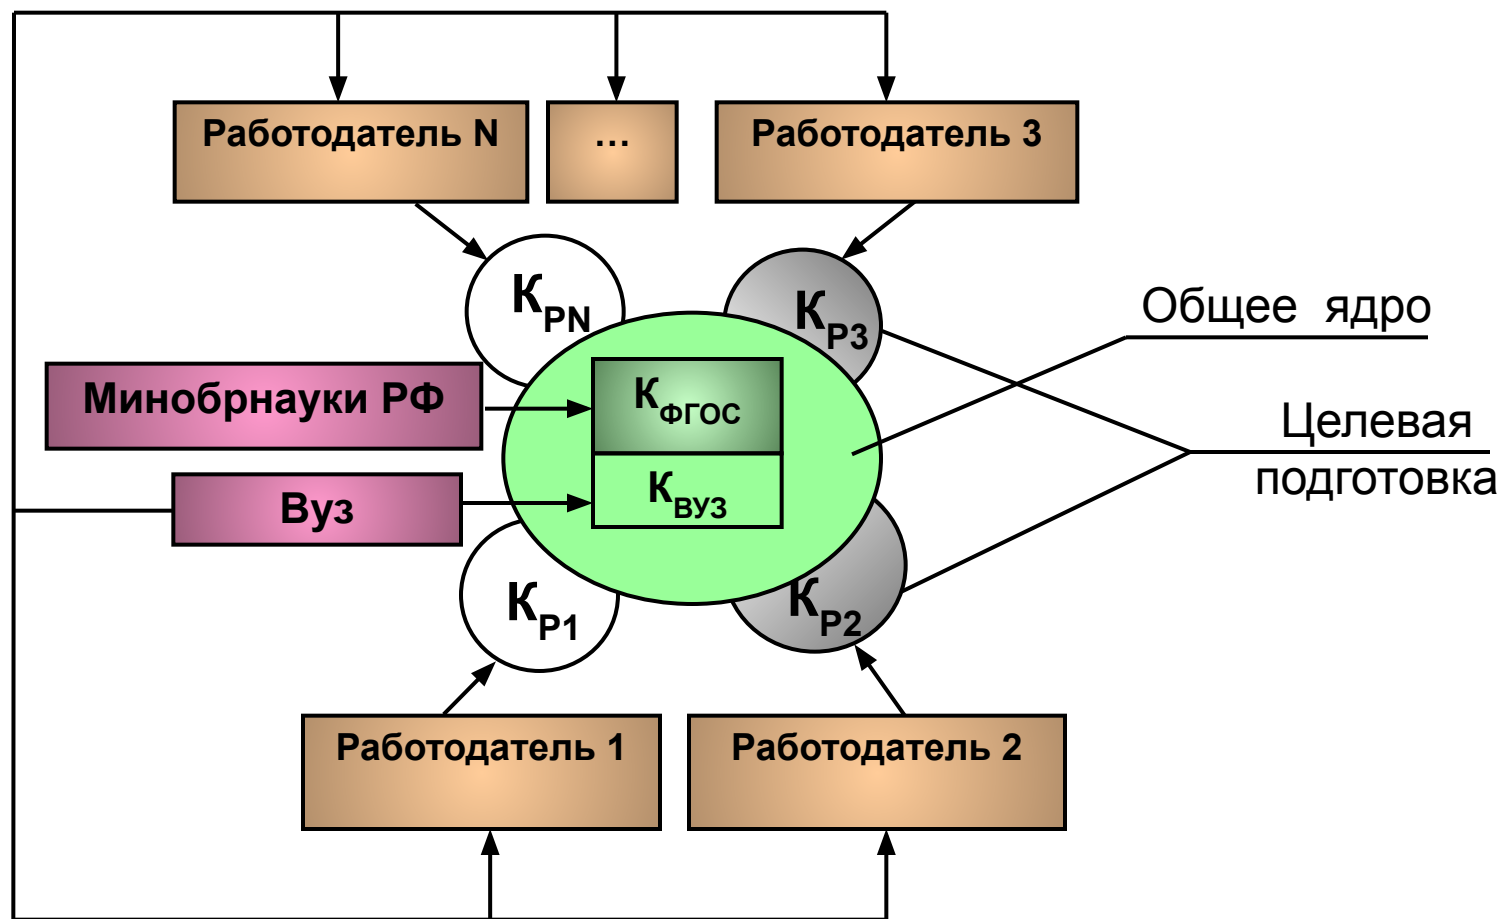 Работодатель N
...
Работодатель 3
КPN
КP3
Общее ядро
Минобрнауки РФ
КФГОС
Целевая
подготовка
Вуз
КВУЗ
КP1
КP2
Работодатель 1
Работодатель 2